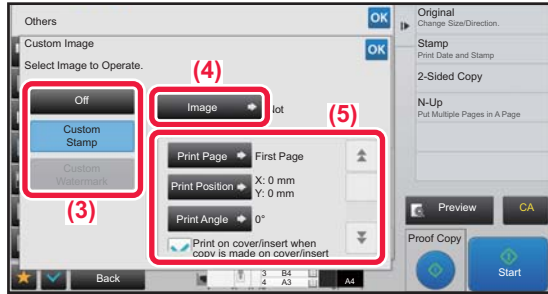 Others
OK
Custom Image
OK
Select Image to Operate.
(4)
Off
Image
(5)
Custom
Stamp
Custom
Watermark
(3)
Print Page
First Page
Print Position
X: 0 mm
Y: 0 mm
Print Angle
0°
Print on cover/insert when
copy is made on cover/insert
Back
3 B4
4 A3
A4
Original
Change Size/Direction.
Stamp
Print Date and Stamp
2-Sided Copy
N-Up
Put Multiple Pages in A Page
Preview
CA
Proof Copy
Start